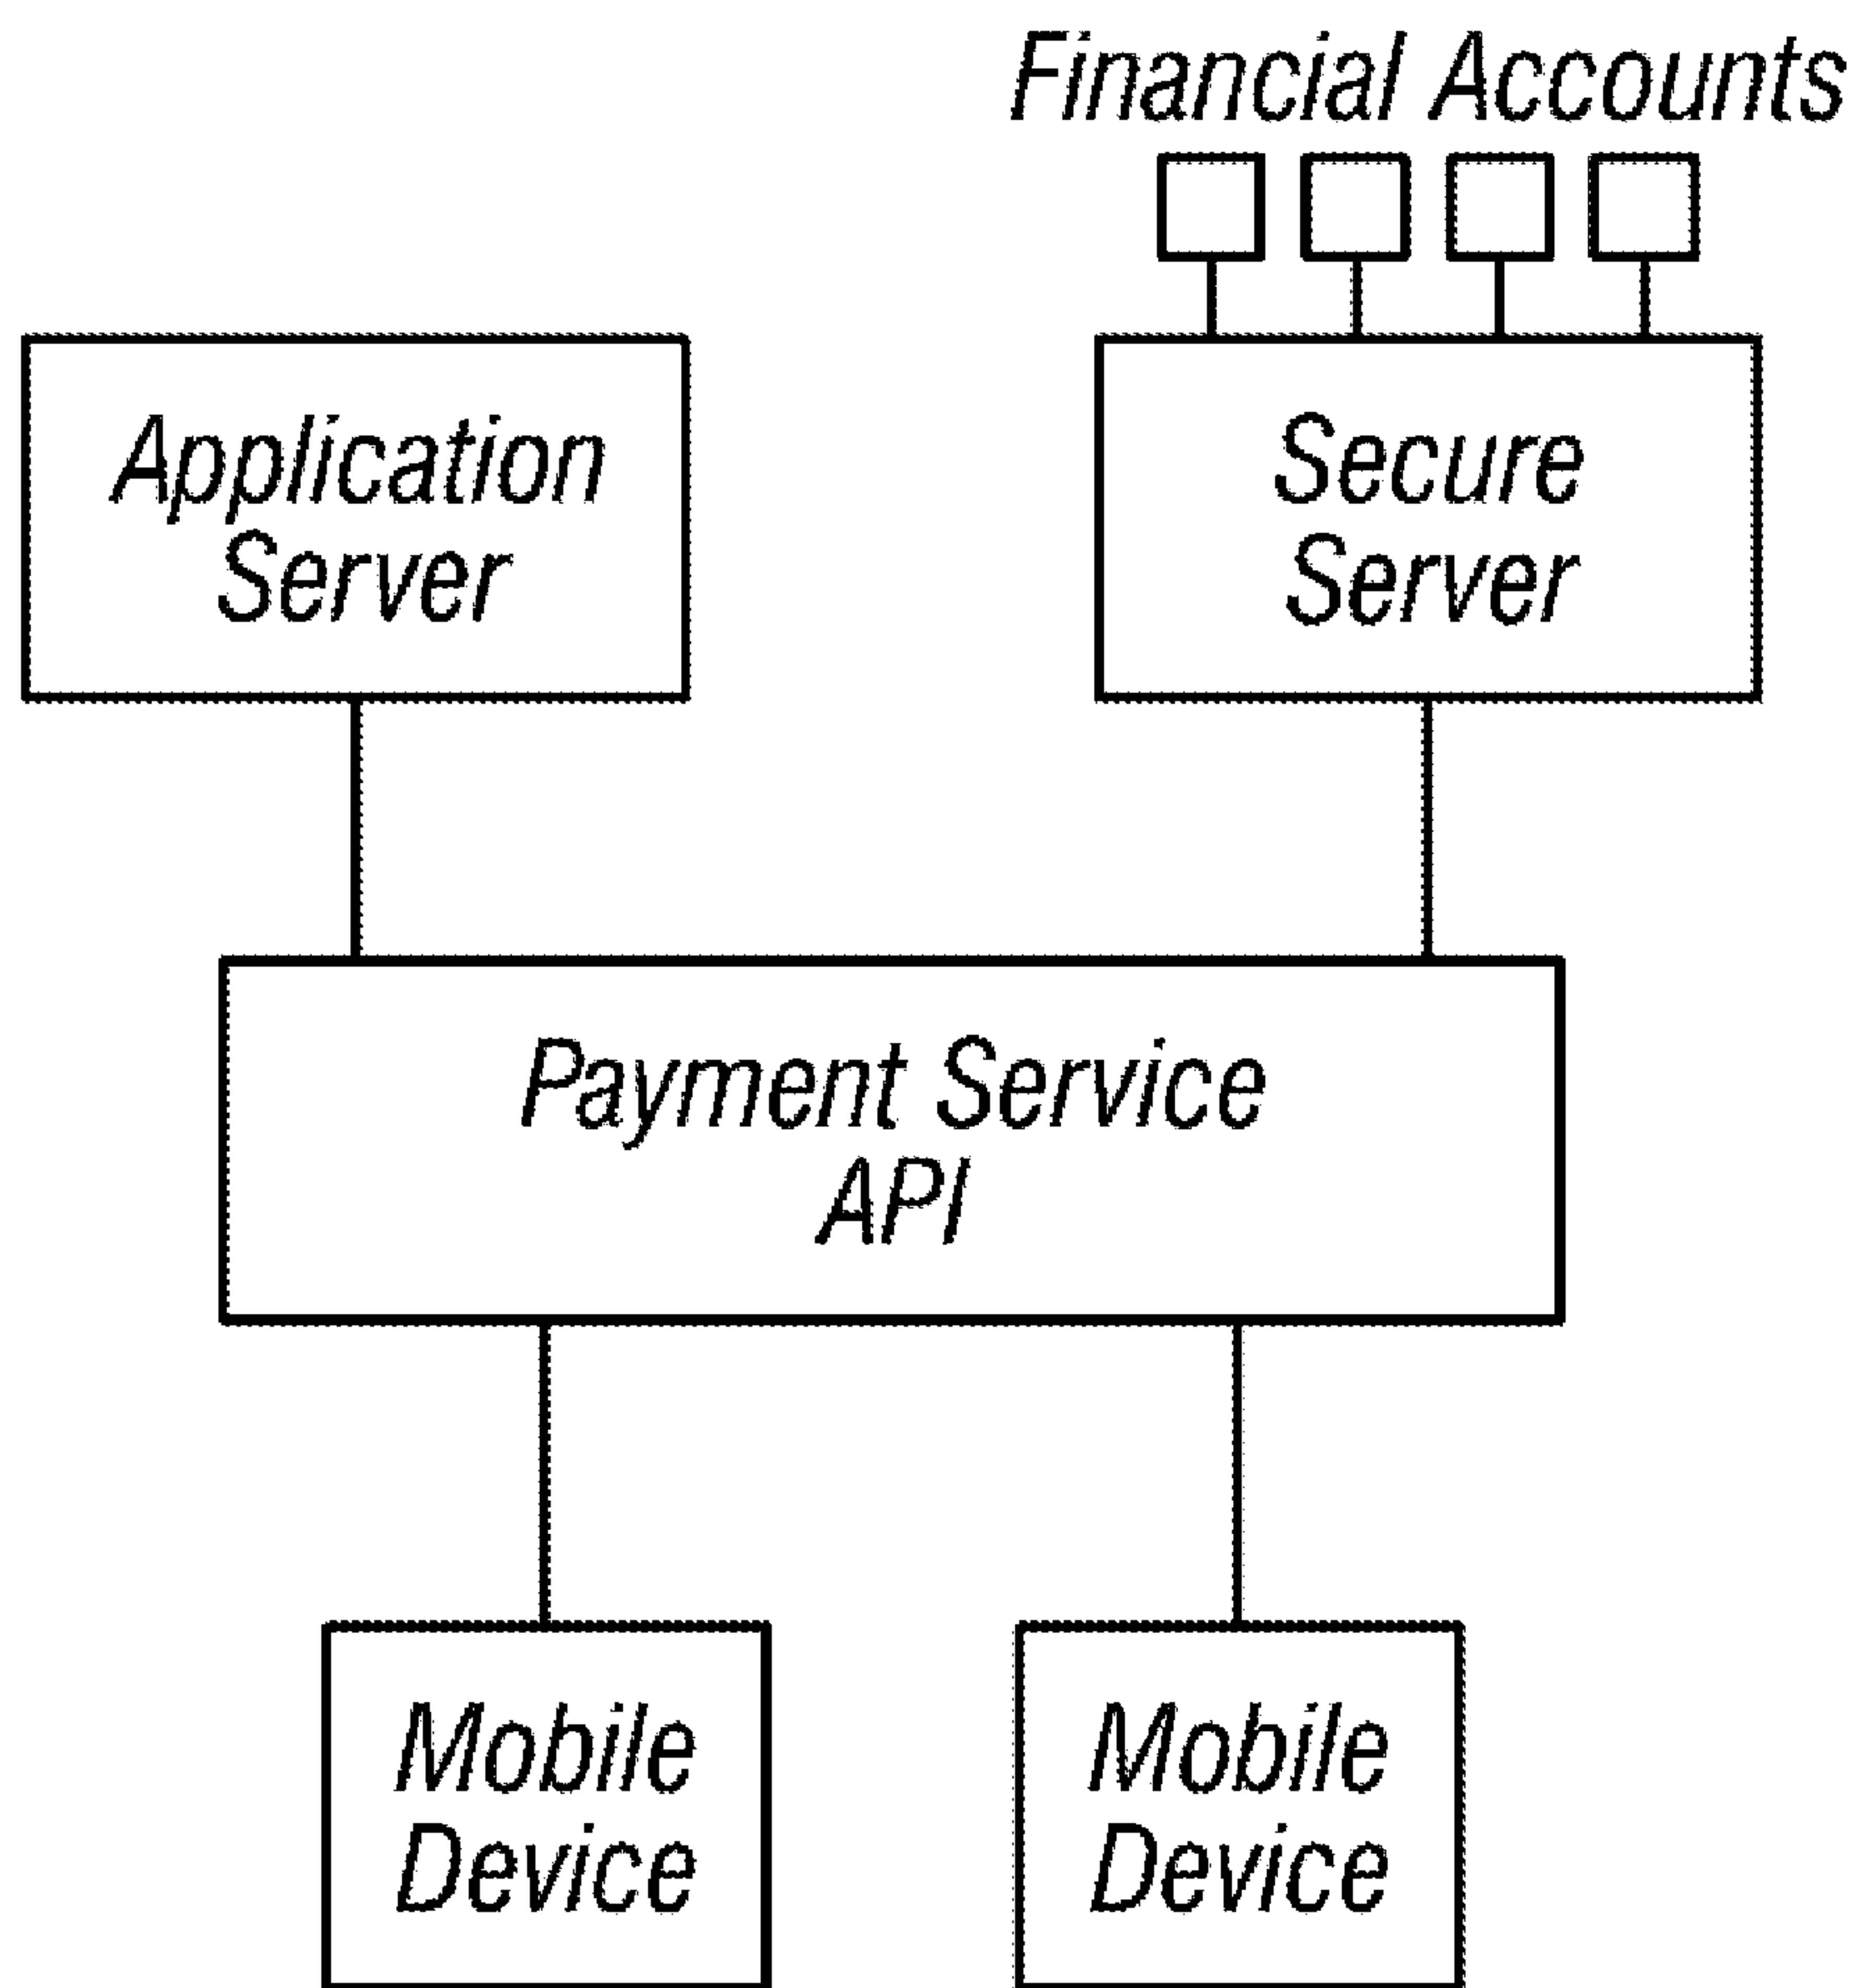 Financial Accounts
Application
Server
Secure
Server
Payment Service
API
Mobile
Device
Mobile
Device